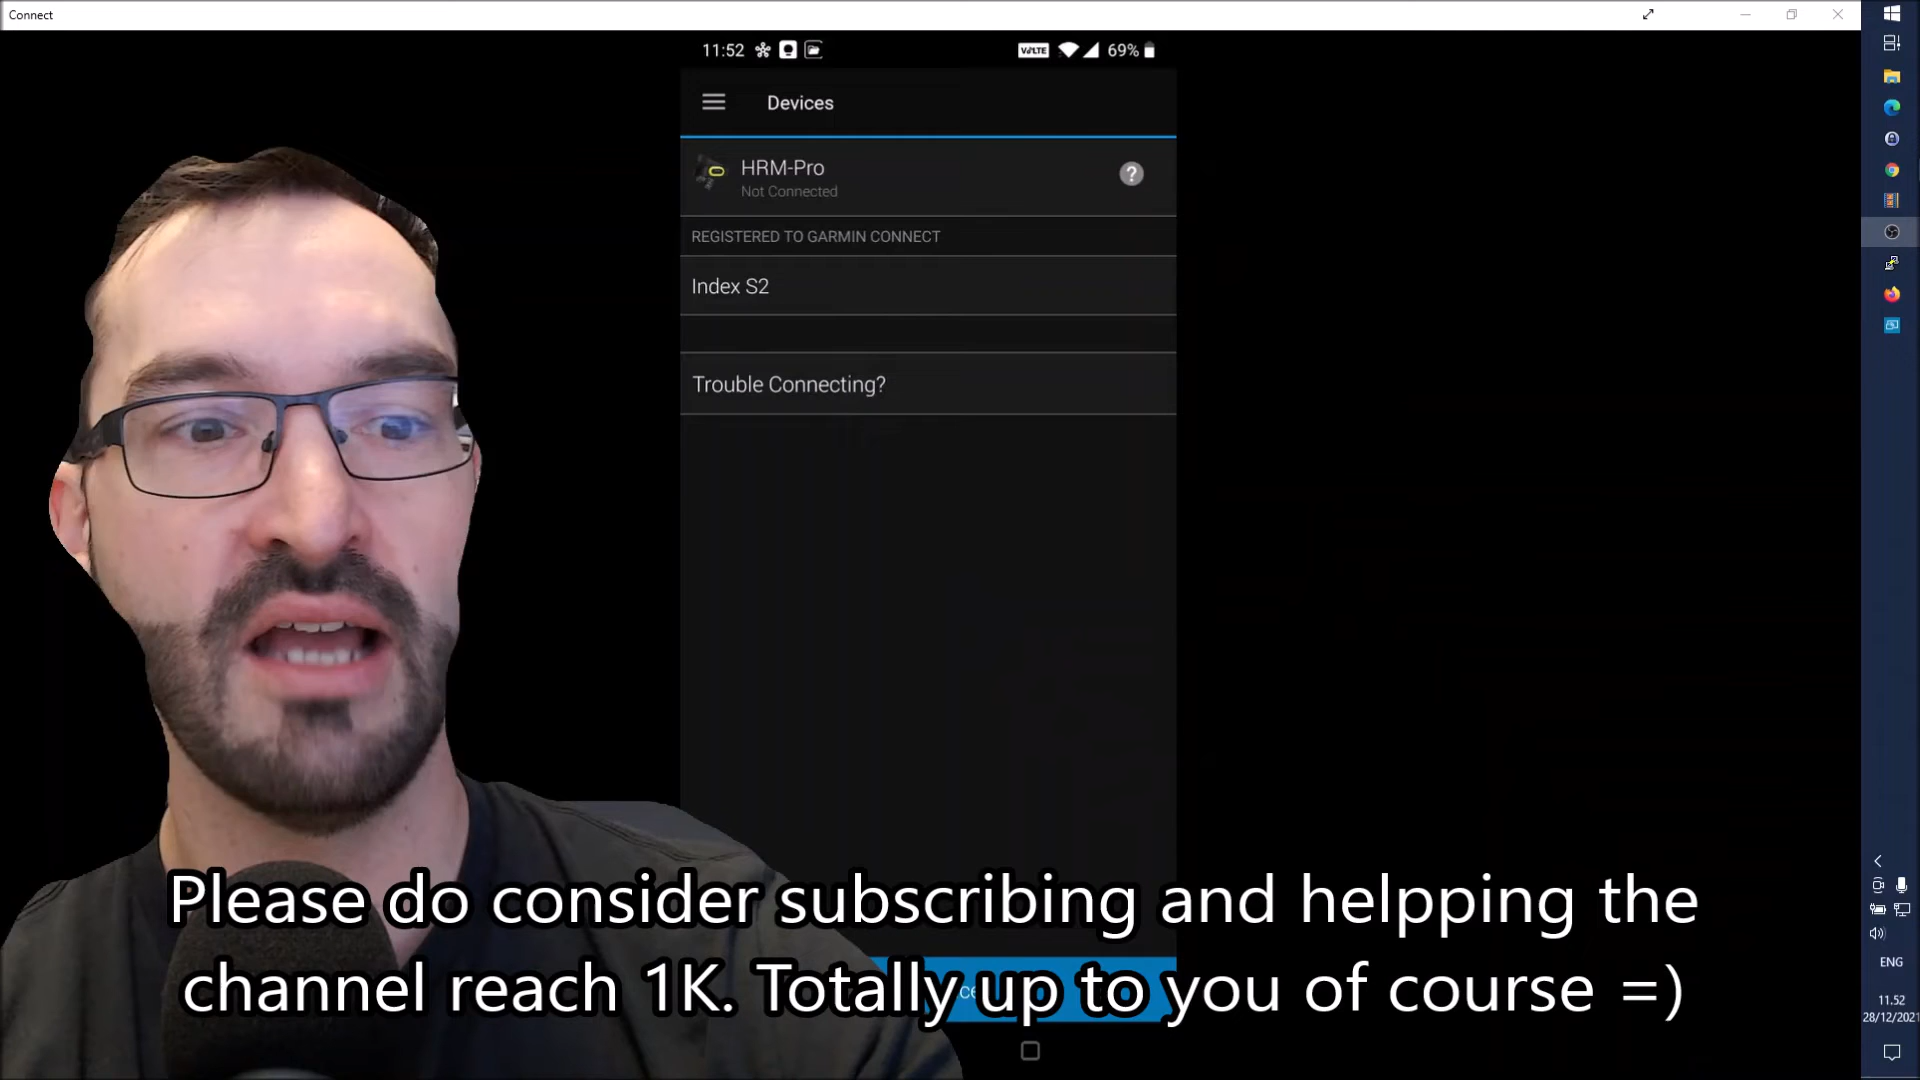 Connect
11:52
VoLTE
69%
Devices
HRM-Pro
Not Connected
?
REGISTERED TO GARMIN CONNECT
Index S2
Trouble Connecting?
Please do consider subscribing and helpping the
channel reach 1K. Totally up to you of course =)
ENG
11.52
28/12/2021